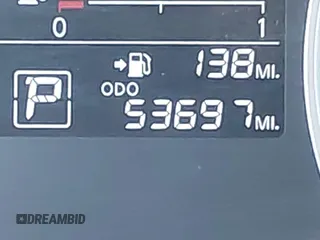 0 1
138 MI.
P
ODO
53697 MI.
DREAMBID